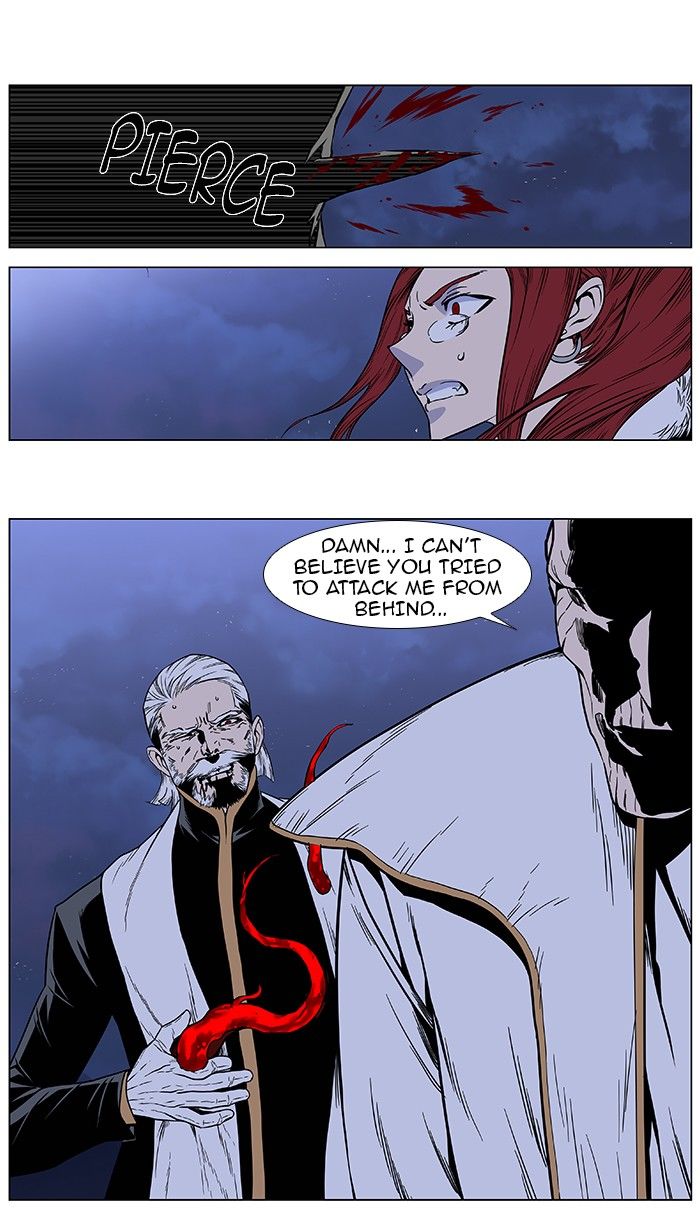 PIERCE
DAMN... I CAN'T
BELIEVE YOU TRIED
TO ATTACK ME FROM
BEHIND...